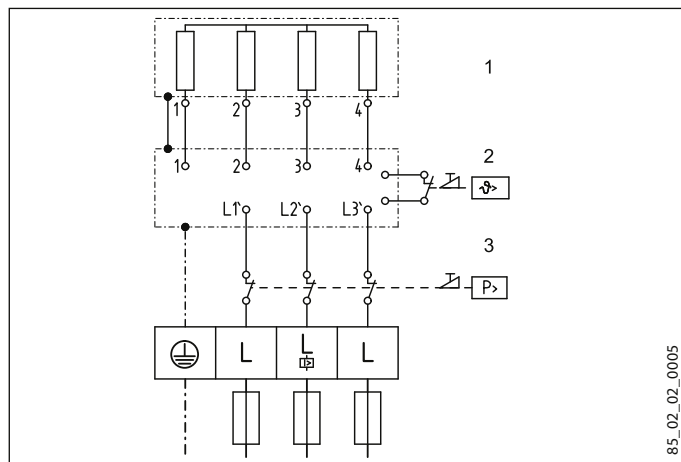 1
1 2 3 4
1 2 3 4
2
ϑ>
L1` L2` L3`
3
P>
L L L
I>
85_02_02_0005